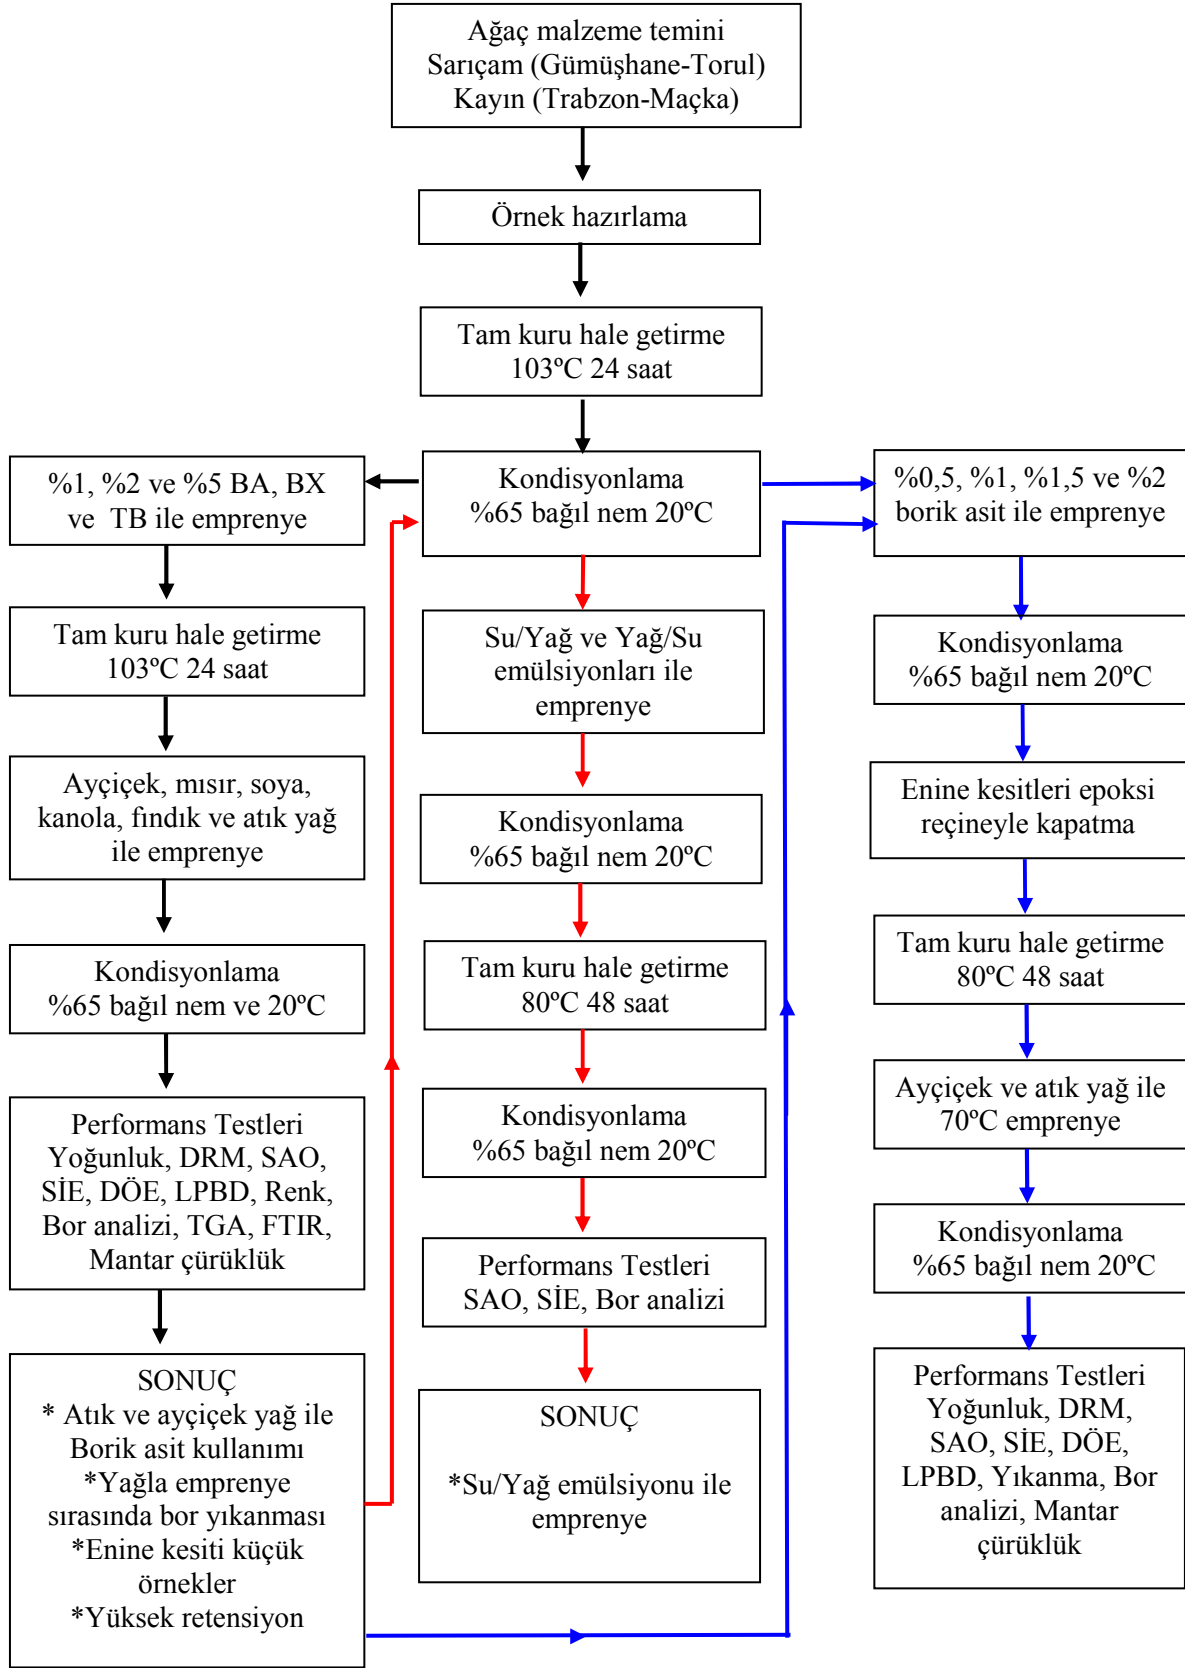 Ağaç malzeme temini
Sarıçam (Gümüşhane-Torul)
Kayın (Trabzon-Maçka)
Örnek hazırlama
Tam kuru hale getirme
103ºC 24 saat
Kondisyonlama
%65 bağıl nem 20ºC
%1, %2 ve %5 BA, BX
ve TB ile emprenye
Tam kuru hale getirme
103ºC 24 saat
Ayçiçek, mısır, soya,
kanola, fındık ve atık yağ
ile emprenye
Kondisyonlama
%65 bağıl nem ve 20ºC
Performans Testleri
Yoğunluk, DRM, SAO,
SİE, DÖE, LPBD, Renk,
Bor analizi, TGA, FTIR,
Mantar çürüklük
SONUÇ
* Atık ve ayçiçek yağ ile
Borik asit kullanımı
*Yağla emprenye
sırasında bor yıkanması
*Enine kesiti küçük
örnekler
*Yüksek retensiyon
Su/Yağ ve Yağ/Su
emülsiyonları ile
emprenye
Kondisyonlama
%65 bağıl nem 20ºC
Tam kuru hale getirme
80ºC 48 saat
Kondisyonlama
%65 bağıl nem 20ºC
Performans Testleri
SAO, SİE, Bor analizi
SONUÇ
*Su/Yağ emülsiyonu ile
emprenye
%0,5, %1, %1,5 ve %2
borik asit ile emprenye
Kondisyonlama
%65 bağıl nem 20ºC
Enine kesitleri epoksi
reçineyle kapatma
Tam kuru hale getirme
80ºC 48 saat
Ayçiçek ve atık yağ ile
70ºC emprenye
Kondisyonlama
%65 bağıl nem 20ºC
Performans Testleri
Yoğunluk, DRM,
SAO, SİE, DÖE,
LPBD, Yıkanma, Bor
analizi, Mantar
çürüklük